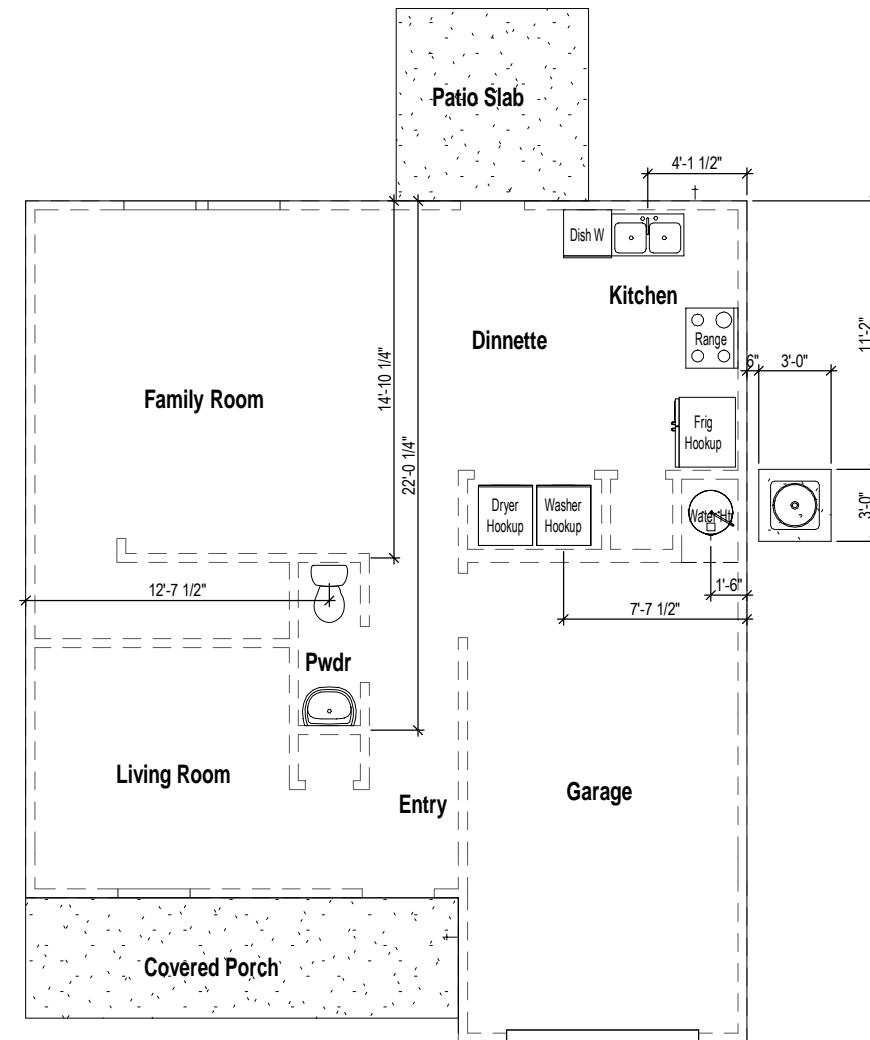 Patio Slab
4'-1 1/2"
Dish W
Kitchen
Dinnette
Range
11'-2"
6"
3'-0"
14'-10 1/4"
Family Room
22'-0 1/4"
Frig
Hookup
Dryer
Hookup
Washer
Hookup
Water Htr
3'-0"
12'-7 1/2"
1'-6"
7'-7 1/2"
Pwdr
Living Room
Entry
Garage
Covered Porch